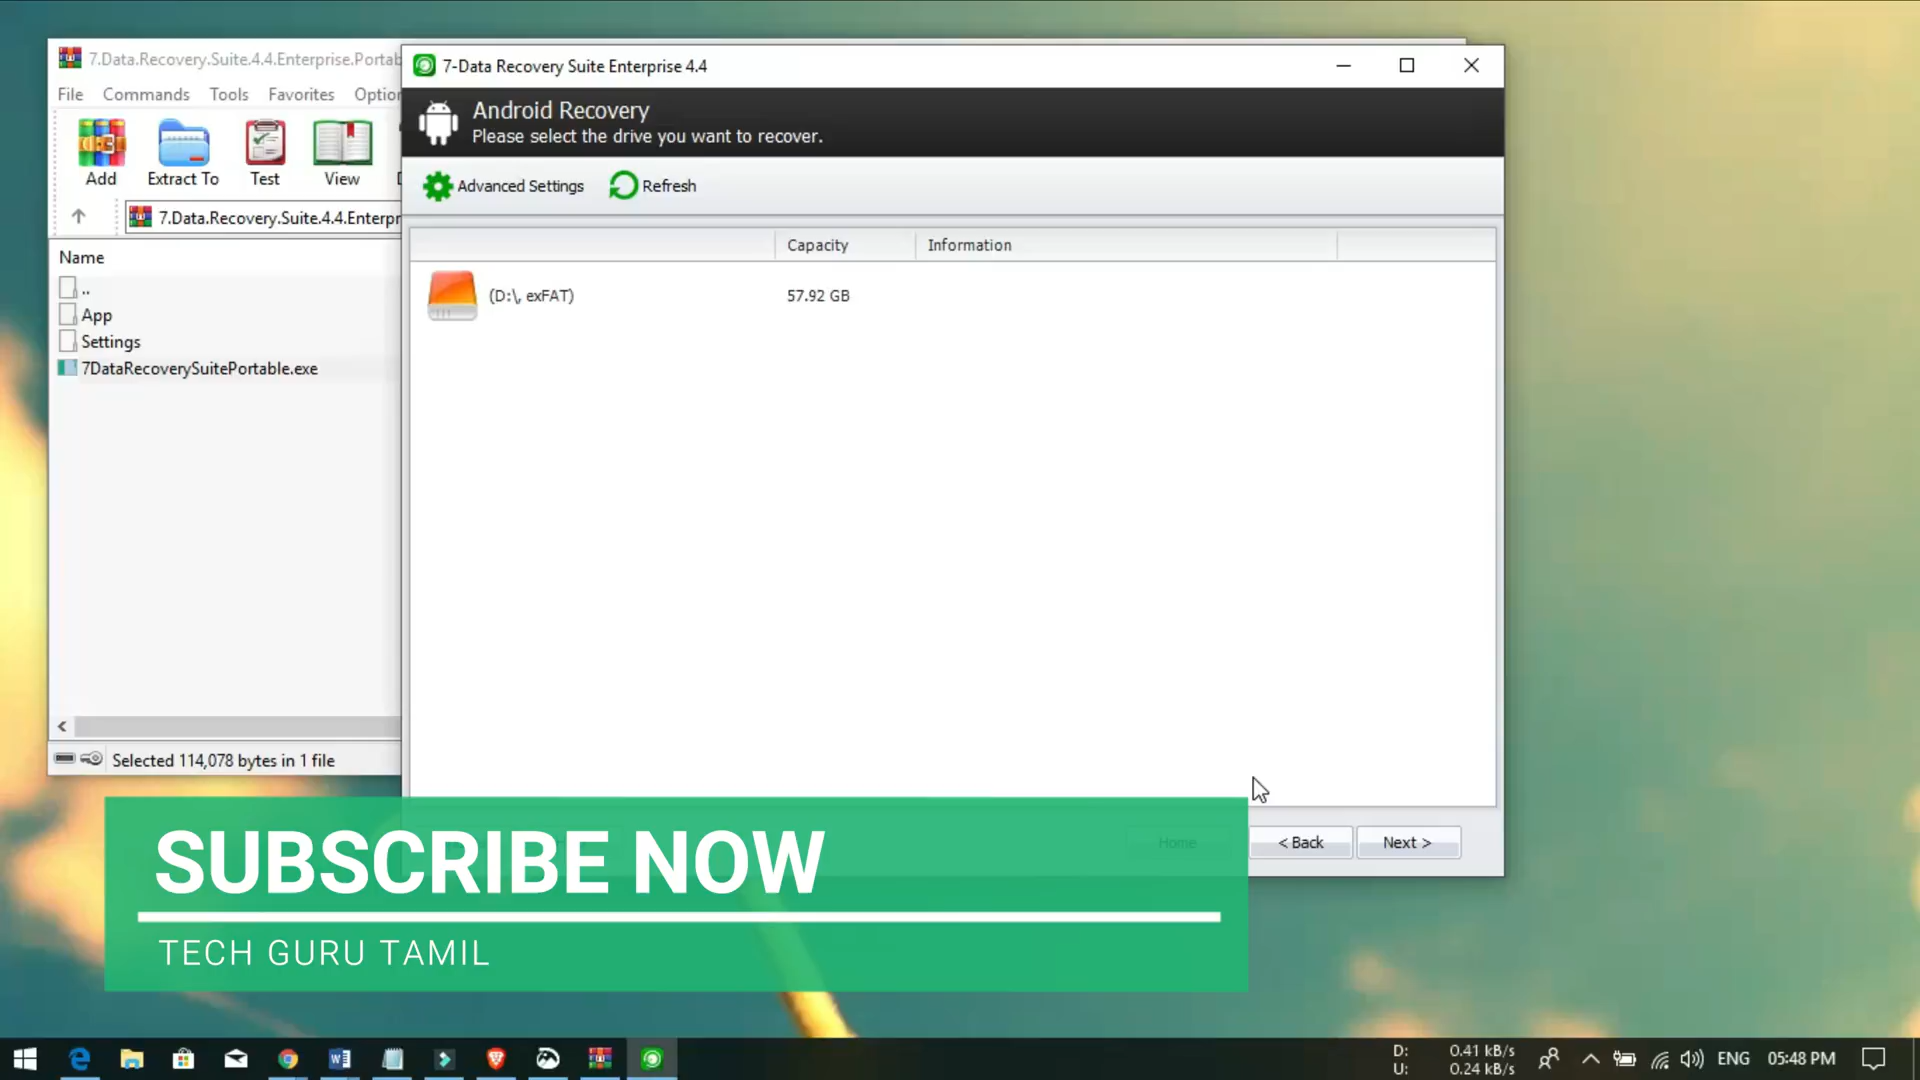 7.Data.Recovery.Suite.4.4.Enterprise.Portab
File Commands Tools Favorites Option
Add Extract To Test View
7.Data.Recovery.Suite.4.4.Enterpr
Name
..
App
Settings
7DataRecoverySuitePortable.exe
Selected 114,078 bytes in 1 file
7-Data Recovery Suite Enterprise 4.4
Android Recovery
Please select the drive you want to recover.
Advanced Settings Refresh
Capacity Information
(D:\, exFAT) 57.92 GB
Home < Back Next >
SUBSCRIBE NOW
TECH GURU TAMIL
D: 0.41 kB/s
U: 0.24 kB/s
ENG 05:48 PM